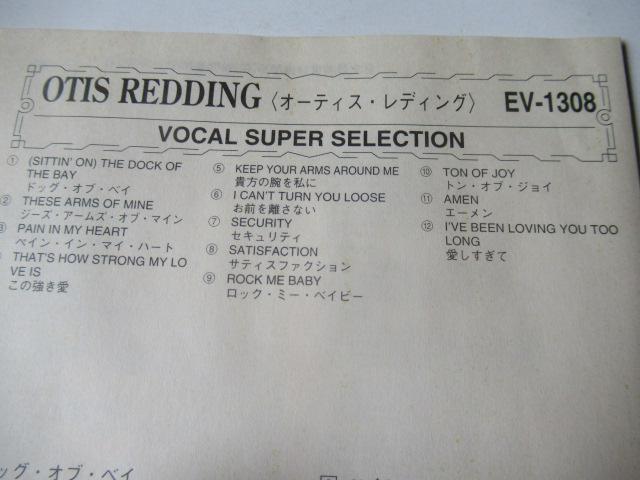 OTIS REDDING〈オーティス・レディング〉 EV-1308
VOCAL SUPER SELECTION
① (SITTIN' ON) THE DOCK OF
THE BAY
ドッグ・オブ・ベイ
② THESE ARMS OF MINE
ジーズ・アームズ・オブ・マイン
③ PAIN IN MY HEART
ペイン・イン・マイ・ハート
THAT'S HOW STRONG MY LO
VE IS
この強き愛
⑤ KEEP YOUR ARMS AROUND ME
貴方の腕を私に
⑥ I CAN'T TURN YOU LOOSE
お前を離さない
⑦ SECURITY
セキュリティ
⑧ SATISFACTION
サティスファクション
⑨ ROCK ME BABY
ロック・ミー・ベイビー
⑩ TON OF JOY
トン・オブ・ジョイ
⑪ AMEN
エーメン
⑫ I'VE BEEN LOVING YOU TOO
LONG
愛しすぎて
ッグ・オブ・ベイ